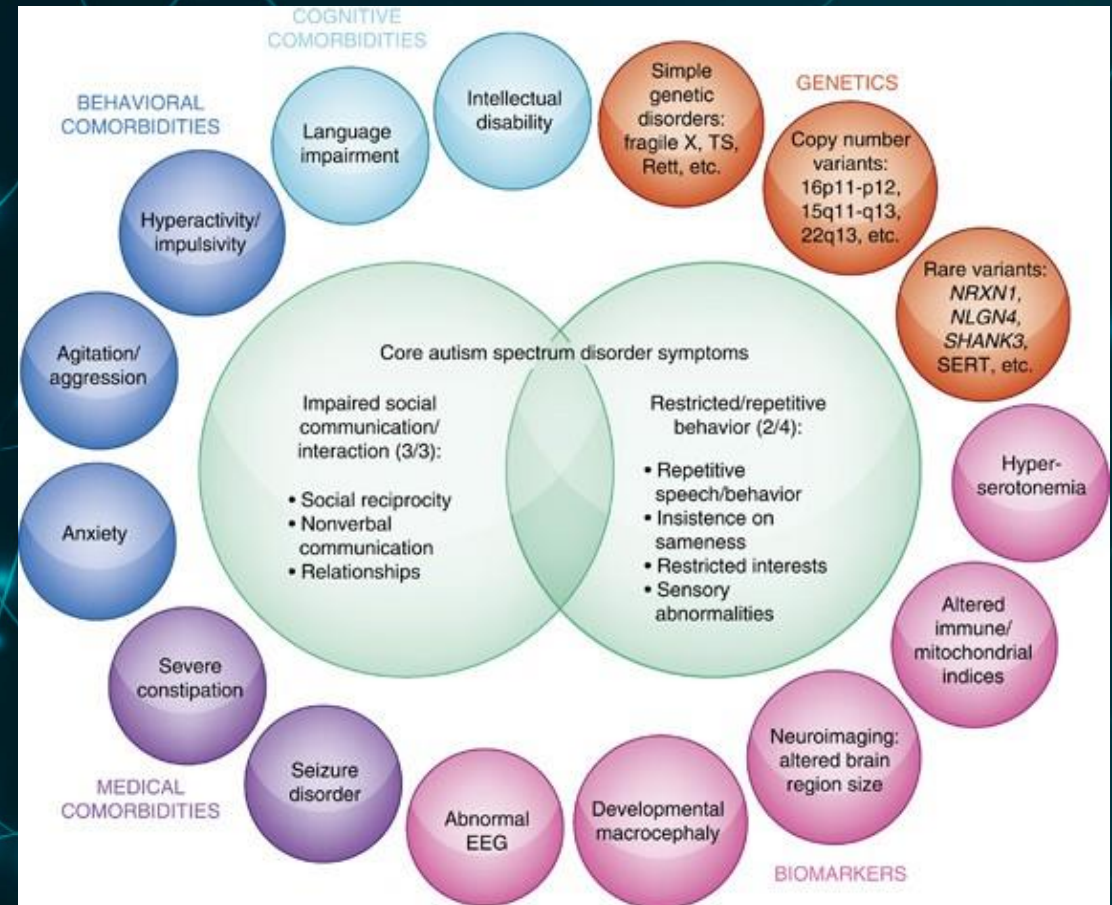 COGNITIVE
COMORBIDITIES
BEHAVIORAL
COMORBIDITIES
GENETICS
Language
impairment
Intellectual
disability
Simple
genetic
disorders:
fragile X, TS,
Rett, etc.
Copy number
variants:
16p11-p12,
15q11-q13,
22q13, etc.
Rare variants:
NRXN1,
NLGN4,
SHANK3,
SERT, etc.
Hyperactivity/
impulsivity
Agitation/
aggression
Anxiety
Core autism spectrum disorder symptoms
Impaired social
communication/
interaction (3/3):
• Social reciprocity
• Nonverbal
communication
• Relationships
Restricted/repetitive
behavior (2/4):
• Repetitive
speech/behavior
• Insistence on
sameness
• Restricted interests
• Sensory
abnormalities
Hyper-
serotonemia
Altered
immune/
mitochondrial
indices
Neuroimaging:
altered brain
region size
Developmental
macrocephaly
Abnormal
EEG
Seizure
disorder
Severe
constipation
MEDICAL
COMORBIDITIES
BIOMARKERS